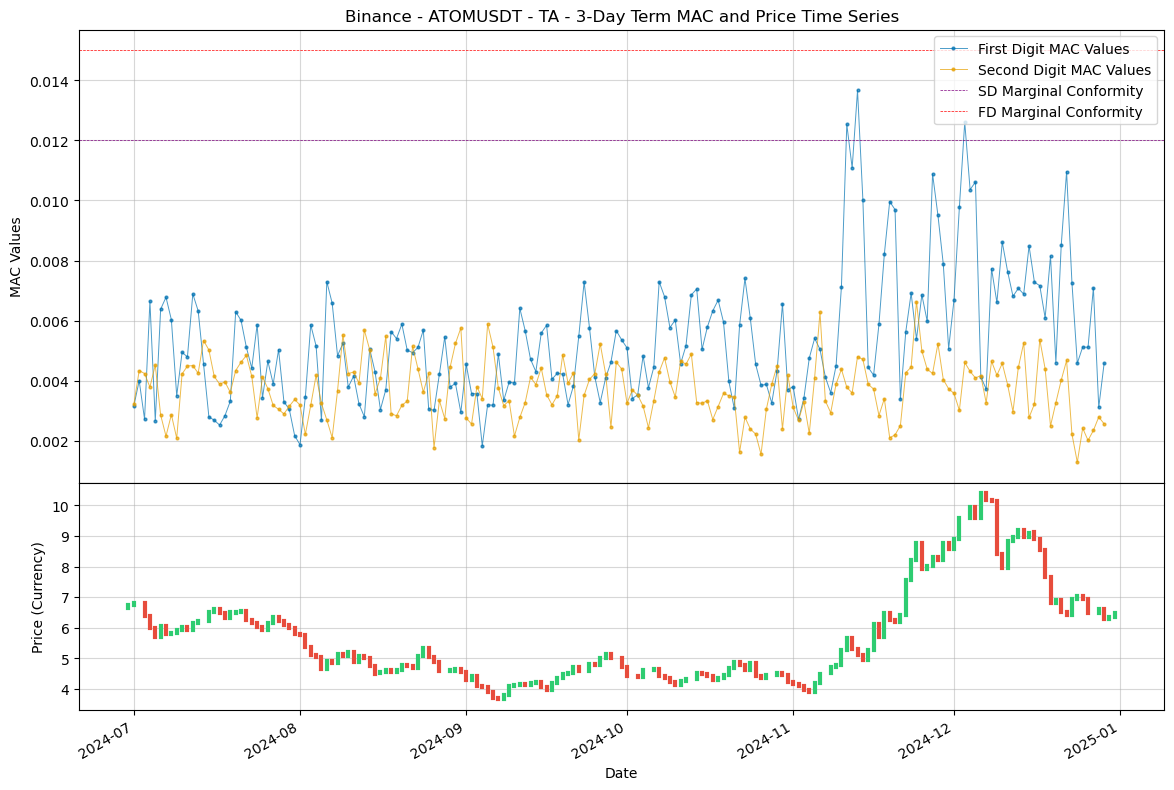 Binance - ATOMUSDT - TA - 3-Day Term MAC and Price Time Series
First Digit MAC Values
Second Digit MAC Values
SD Marginal Conformity
FD Marginal Conformity
MAC Values
0.014
0.012
0.010
0.008
0.006
0.004
0.002
Price (Currency)
10
9
8
7
6
5
4
2024-07
2024-08
2024-09
2024-10
2024-11
2024-12
2025-01
Date